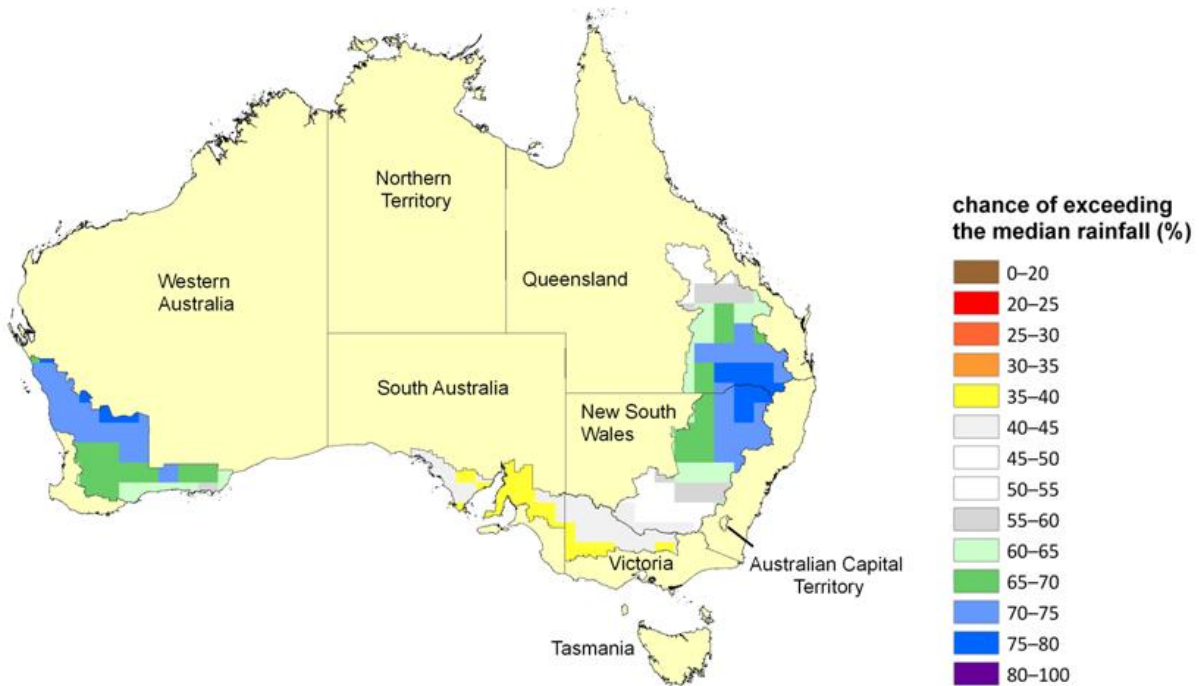 Northern
Territory
Western
Australia
Queensland
South Australia
New South
Wales
Victoria
Australian Capital
Territory
Tasmania
chance of exceeding
the median rainfall (%)
0–20
20–25
25–30
30–35
35–40
40–45
45–50
50–55
55–60
60–65
65–70
70–75
75–80
80–100